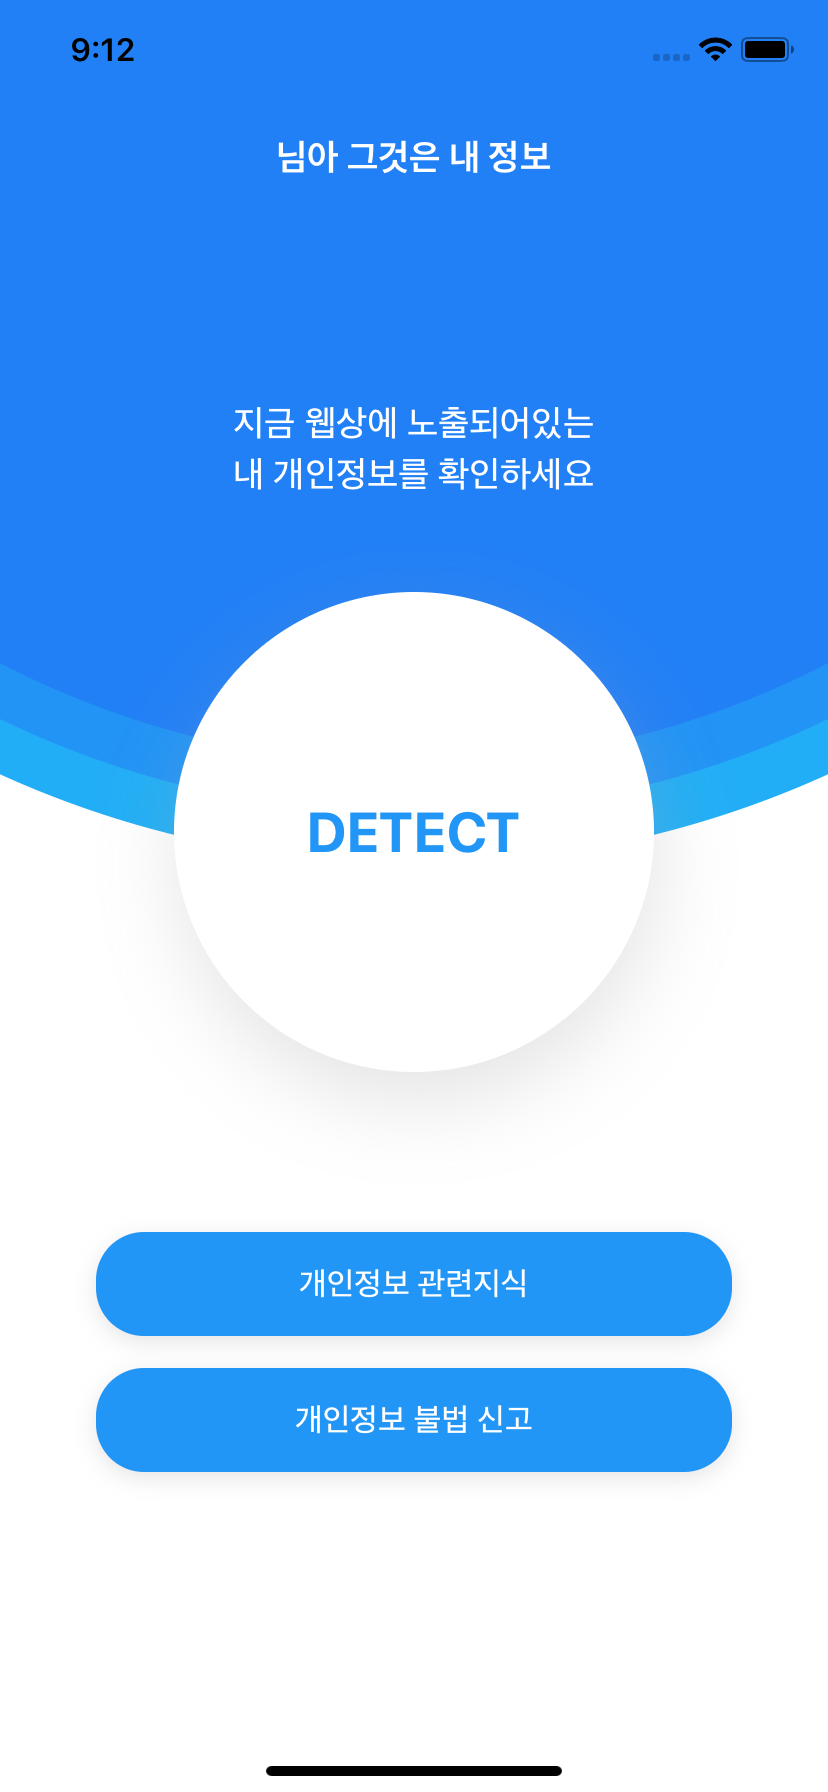 9:12
님아 그것은 내 정보
지금 웹상에 노출되어있는
내 개인정보를 확인하세요
DETECT
개인정보 관련지식
개인정보 불법 신고